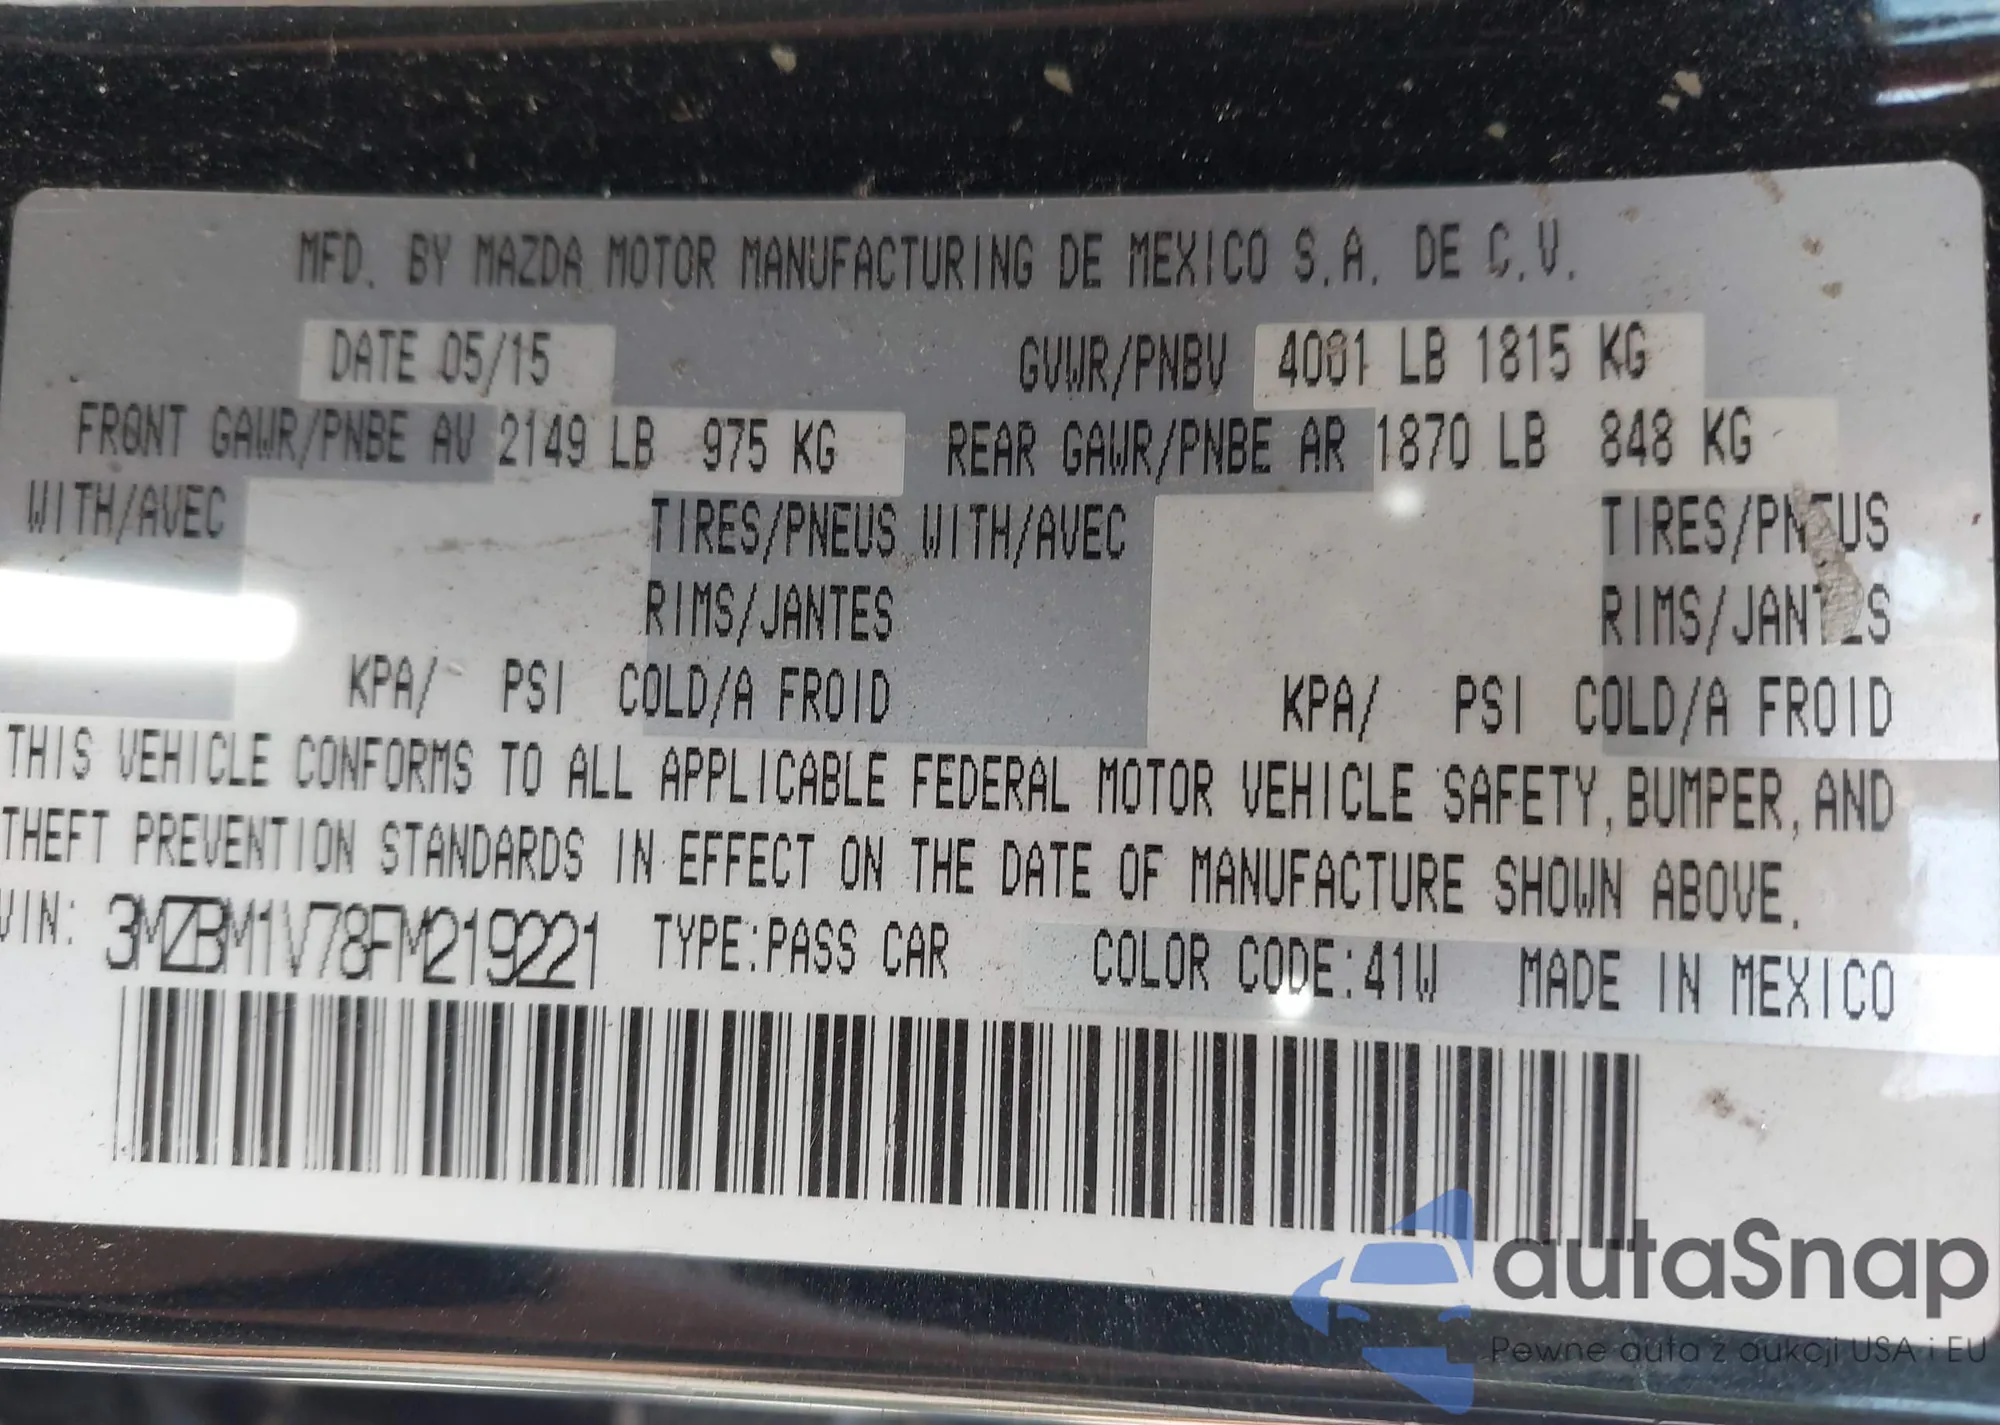 MFD. BY MAZDA MOTOR MANUFACTURING DE MEXICO S.A. DE C.V.
DATE 05/15 GVWR/PNBV 4001 LB 1815 KG
FRONT GAWR/PNBE AV 2149 LB 975 KG REAR GAWR/PNBE AR 1870 LB 848 KG
WITH/AVEC TIRES/PNEUS WITH/AVEC TIRES/PNEUS
RIMS/JANTES RIMS/JANTES
KPA/ PSI COLD/A FROID KPA/ PSI COLD/A FROID
THIS VEHICLE CONFORMS TO ALL APPLICABLE FEDERAL MOTOR VEHICLE SAFETY, BUMPER, AND
THEFT PREVENTION STANDARDS IN EFFECT ON THE DATE OF MANUFACTURE SHOWN ABOVE.
VIN: 3MZBM1V78FM219221 TYPE:PASS CAR COLOR CODE:41W MADE IN MEXICO
autaSnap
Pewne auta z aukcji USA i EU